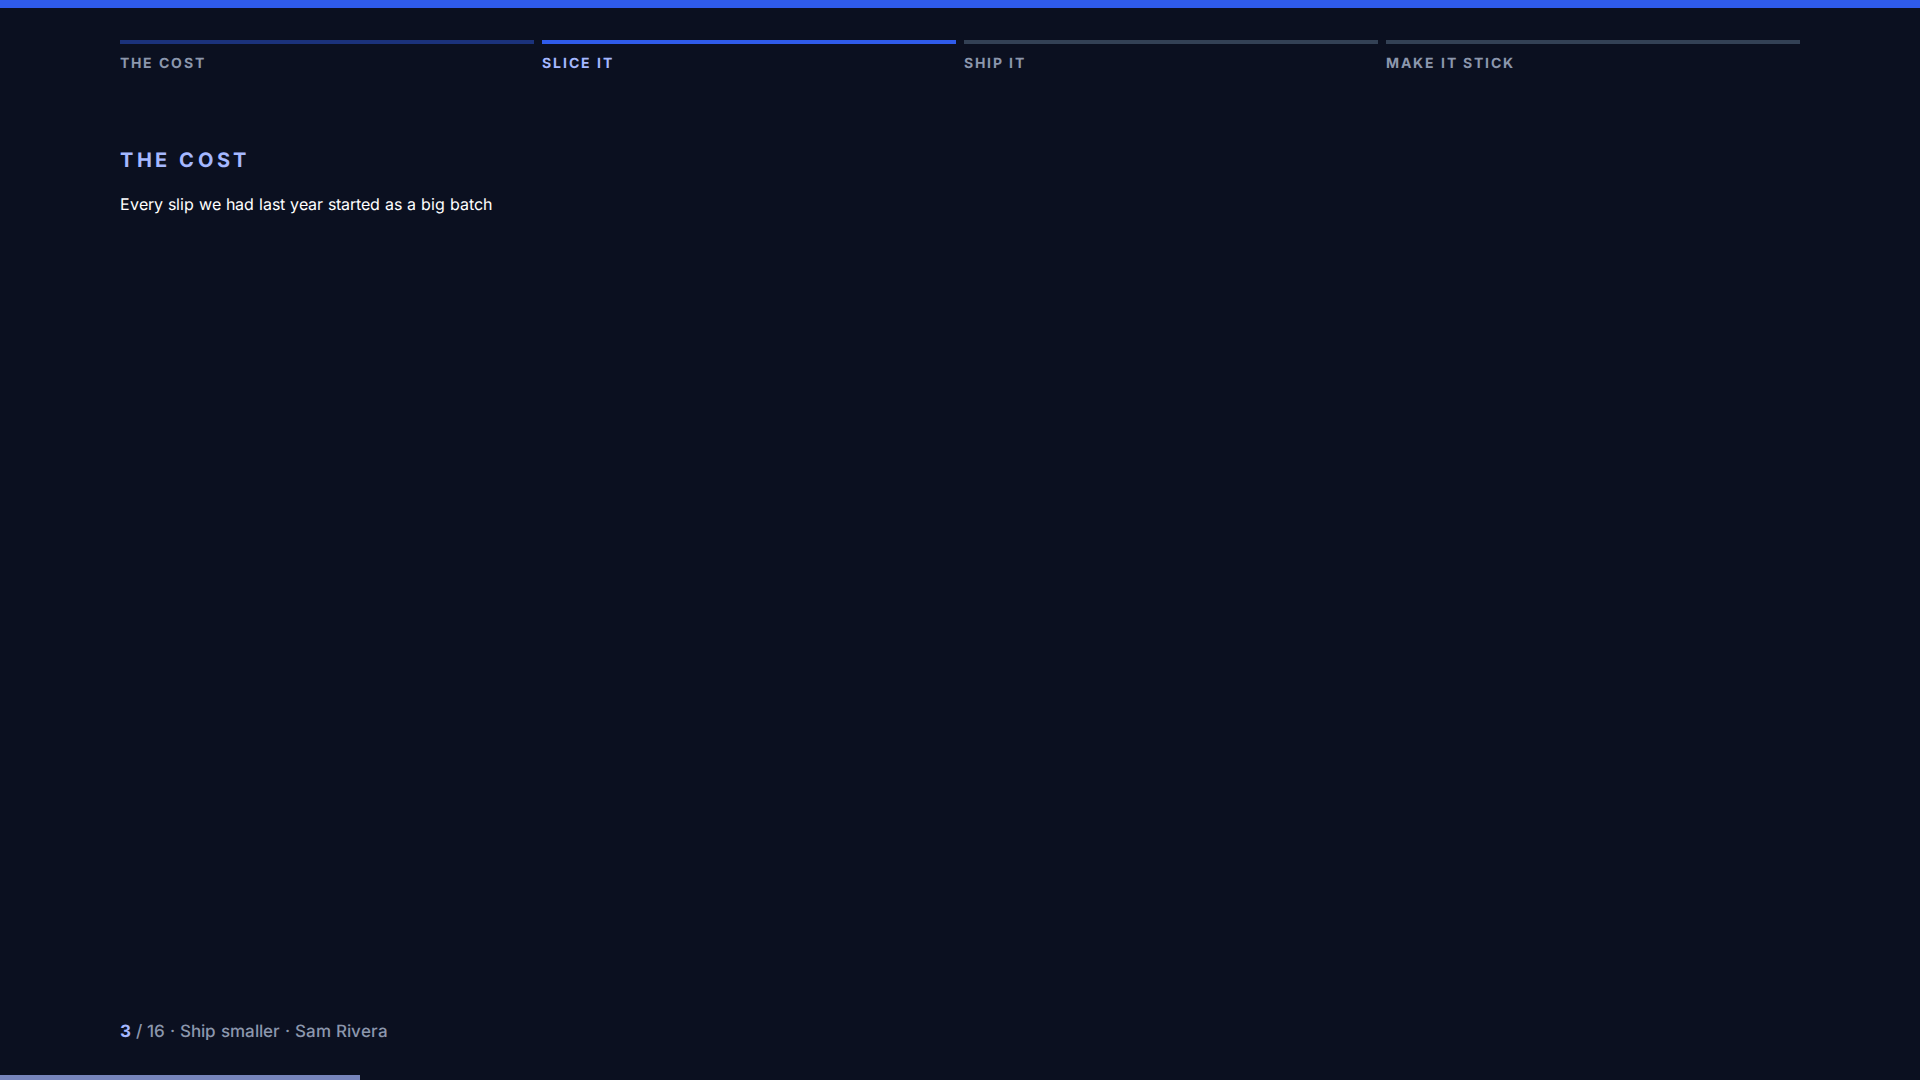 THE COST
SLICE IT
SHIP IT
MAKE IT STICK
THE COST
Every slip we had last year started as a big batch
3 / 16 · Ship smaller · Sam Rivera